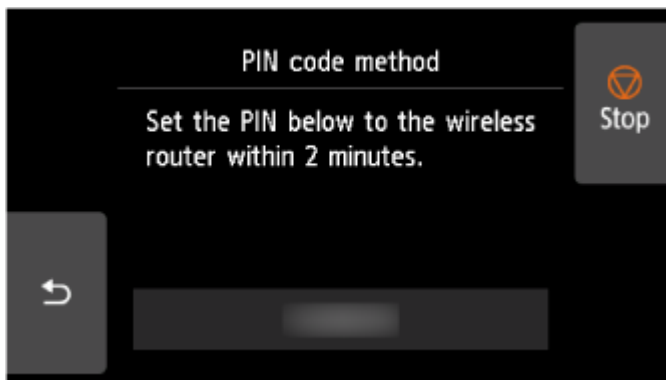 PIN code method
Stop
Set the PIN below to the wireless
router within 2 minutes.